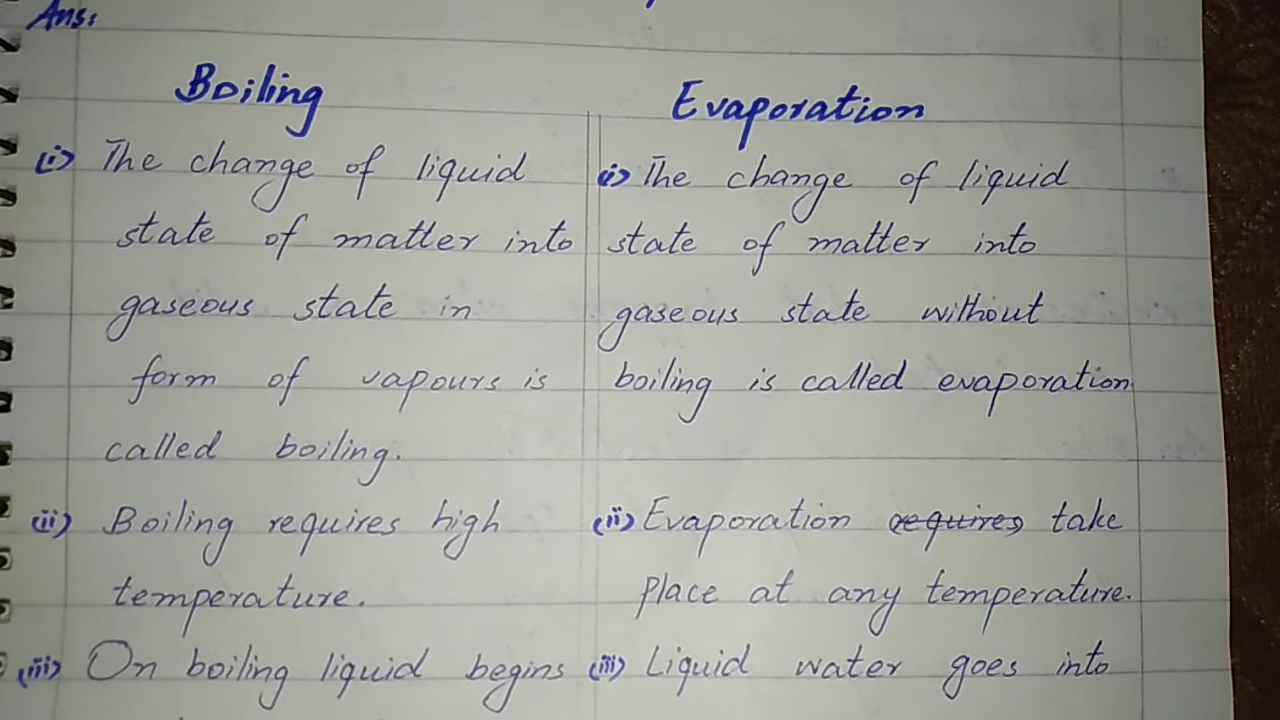 Ans:
Boiling
(i) The change of liquid
state of matter into
gaseous state in
form of vapours is
called boiling.
(ii) Boiling requires high
temperature.
(iii) On boiling liquid begins
Evaporation
(i) The change of liquid
state of matter into
gaseous state without
boiling is called evaporation
(ii) Evaporation requires take
place at any temperature.
(iii) Liquid water goes into